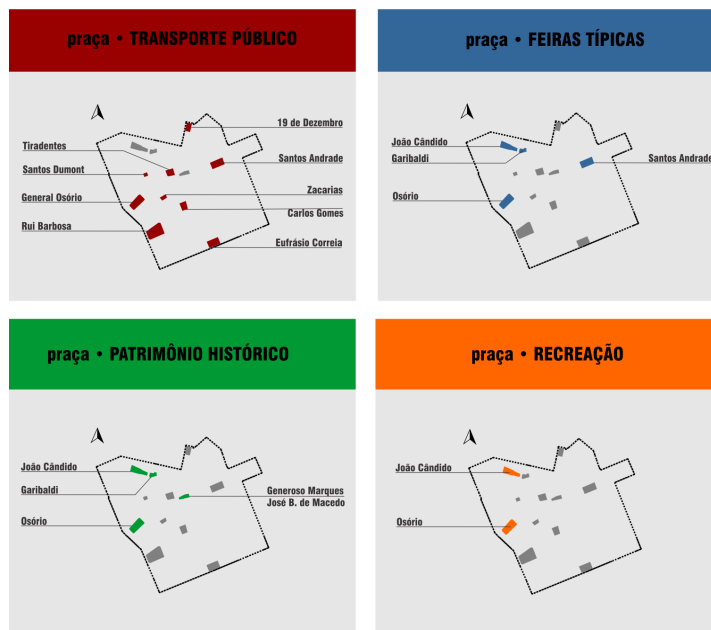 praça • TRANSPORTE PÚBLICO
19 de Dezembro
Tiradentes
Santos Andrade
Santos Dumont
Zacarias
General Osório
Carlos Gomes
Rui Barbosa
Eufrásio Correia
praça • FEIRAS TÍPICAS
João Cândido
Garibaldi
Santos Andrade
Osório
praça • PATRIMÔNIO HISTÓRICO
João Cândido
Garibaldi
Generoso Marques
José B. de Macedo
Osório
praça • RECREAÇÃO
João Cândido
Osório